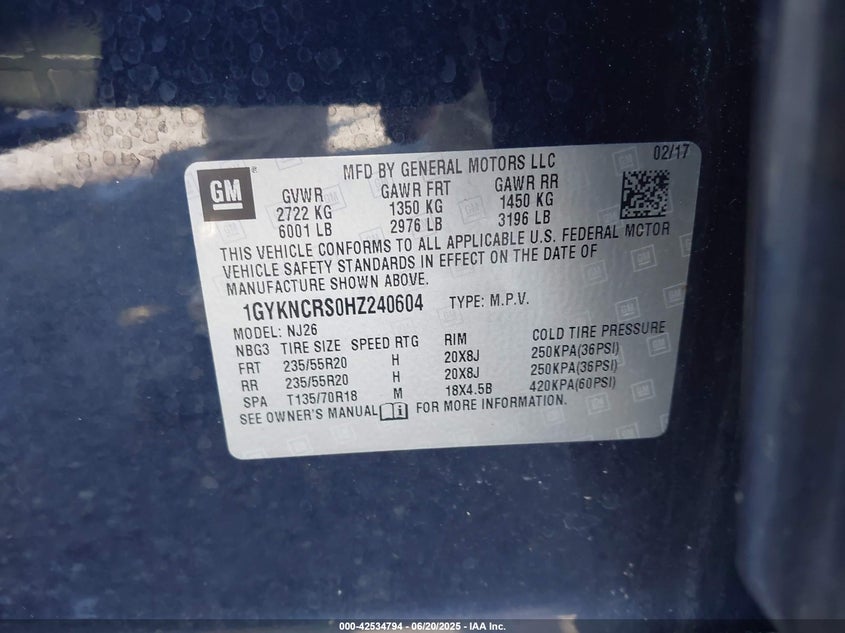 GM
MFD BY GENERAL MOTORS LLC
02/17
GVWR GAWR FRT GAWR RR
2722 KG 1350 KG 1450 KG
6001 LB 2976 LB 3196 LB
THIS VEHICLE CONFORMS TO ALL APPLICABLE U.S. FEDERAL MOTOR
VEHICLE SAFETY STANDARDS IN EFFECT ON THE DATE OF
MANUFACTURE SHOWN ABOVE.
1GYKNCRS0HZ240604 TYPE: M.P.V.
MODEL: NJ26
NBG3 TIRE SIZE SPEED RTG RIM COLD TIRE PRESSURE
FRT 235/55R20 H 20X8J 250KPA(36PSI)
RR 235/55R20 H 20X8J 250KPA(36PSI)
SPA T135/70R18 M 18X4.5B 420KPA(60PSI)
SEE OWNER'S MANUAL FOR MORE INFORMATION.
000-42534794 - 06/20/2025 - IAA Inc.